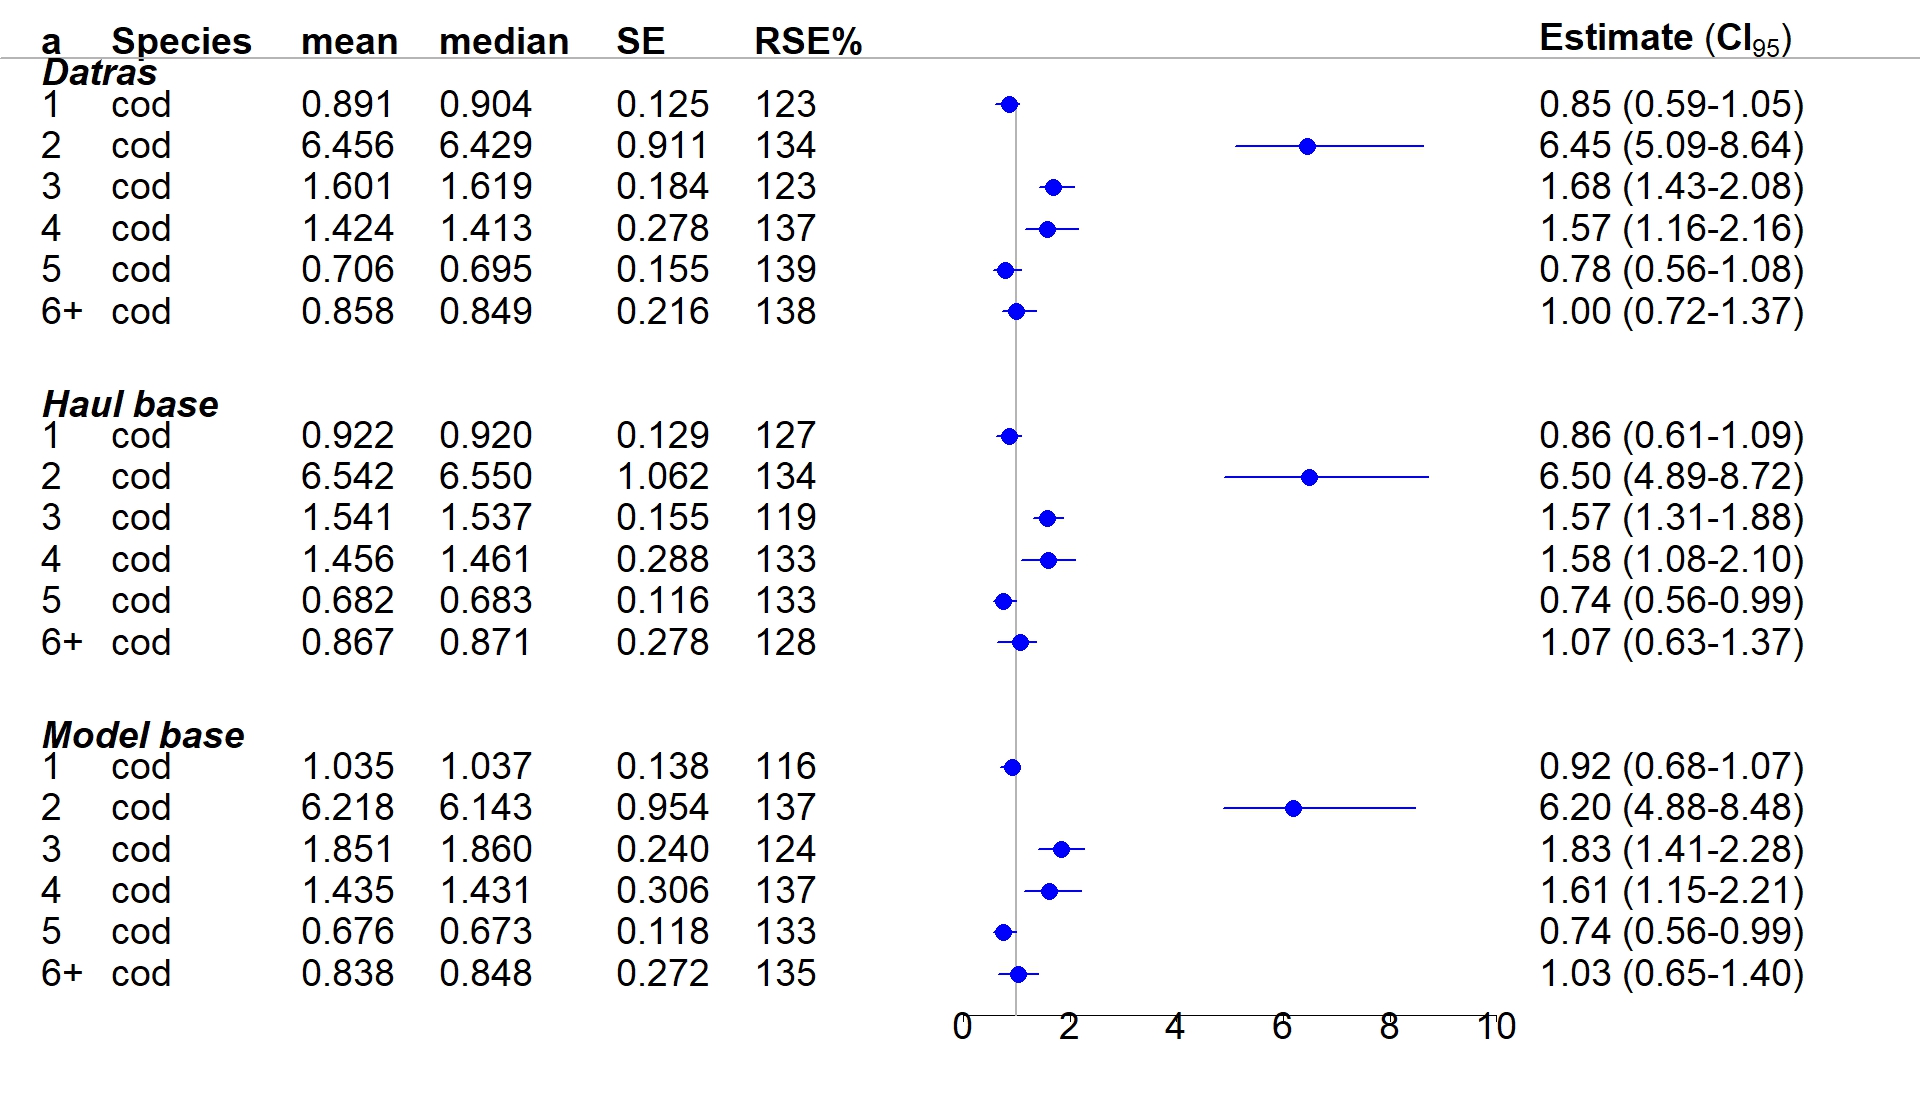 a Species mean median SE RSE% Estimate (CI95)
Datras
1 cod 0.891 0.904 0.125 123 0.85 (0.59-1.05)
2 cod 6.456 6.429 0.911 134 6.45 (5.09-8.64)
3 cod 1.601 1.619 0.184 123 1.68 (1.43-2.08)
4 cod 1.424 1.413 0.278 137 1.57 (1.16-2.16)
5 cod 0.706 0.695 0.155 139 0.78 (0.56-1.08)
6+ cod 0.858 0.849 0.216 138 1.00 (0.72-1.37)
Haul base
1 cod 0.922 0.920 0.129 127 0.86 (0.61-1.09)
2 cod 6.542 6.550 1.062 134 6.50 (4.89-8.72)
3 cod 1.541 1.537 0.155 119 1.57 (1.31-1.88)
4 cod 1.456 1.461 0.288 133 1.58 (1.08-2.10)
5 cod 0.682 0.683 0.116 133 0.74 (0.56-0.99)
6+ cod 0.867 0.871 0.278 128 1.07 (0.63-1.37)
Model base
1 cod 1.035 1.037 0.138 116 0.92 (0.68-1.07)
2 cod 6.218 6.143 0.954 137 6.20 (4.88-8.48)
3 cod 1.851 1.860 0.240 124 1.83 (1.41-2.28)
4 cod 1.435 1.431 0.306 137 1.61 (1.15-2.21)
5 cod 0.676 0.673 0.118 133 0.74 (0.56-0.99)
6+ cod 0.838 0.848 0.272 135 1.03 (0.65-1.40)
0 2 4 6 8 10